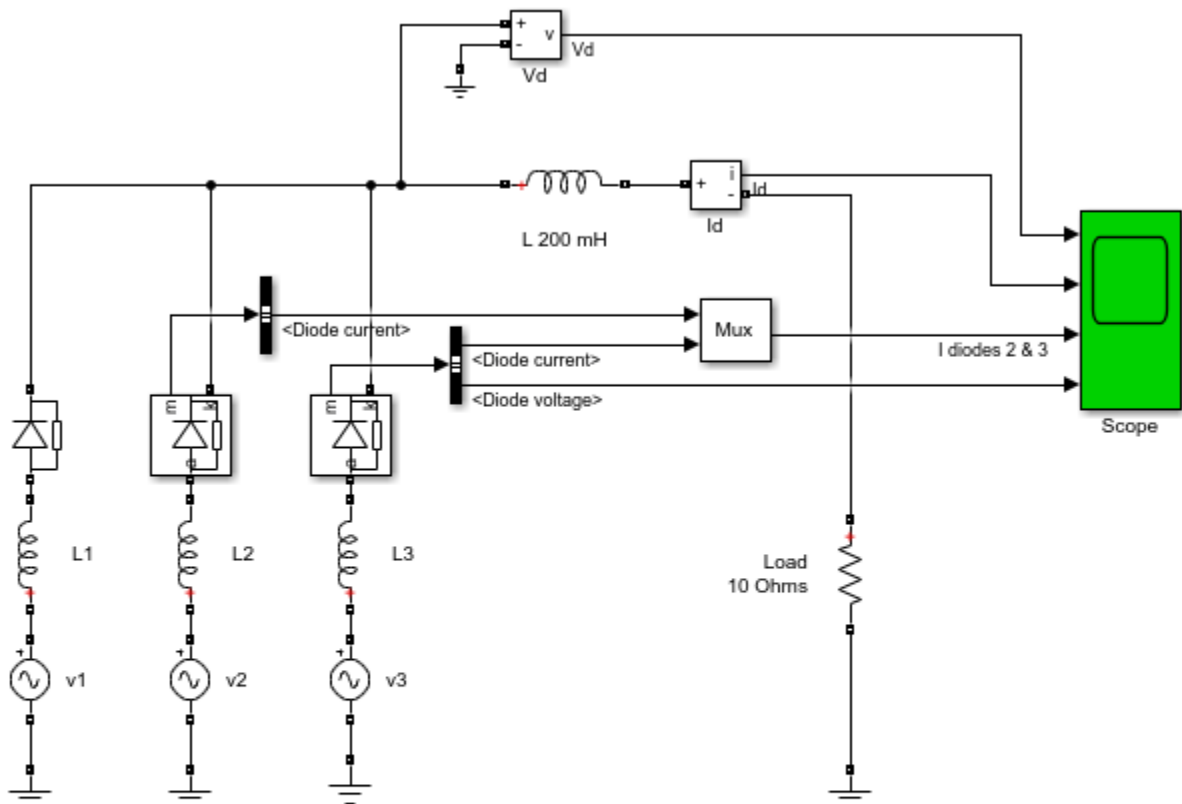 +
-
v
Vd
Vd
+
i
-
Id
Id
L 200 mH
<Diode current>
Mux
<Diode current>
I diodes 2 & 3
<Diode voltage>
Scope
m
k
a
m
k
a
L1
L2
L3
Load
10 Ohms
+
v1
+
v2
+
v3